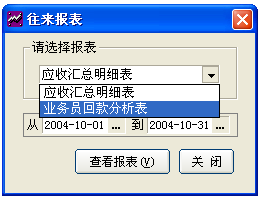 往来报表
请选择报表
应收汇总明细表
应收汇总明细表
业务员回款分析表
从 2004-10-01 ... 到 2004-10-31 ...
查看报表(V) 关 闭